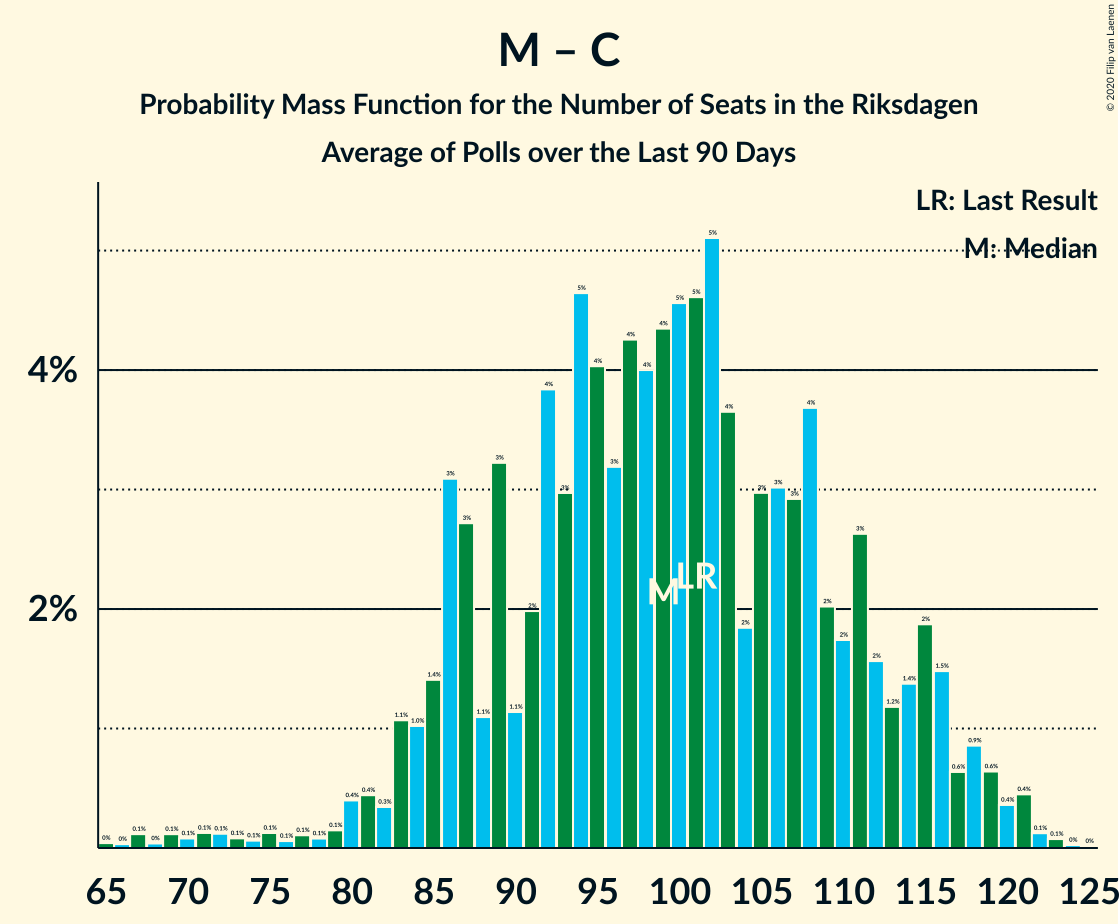 M – C
Probability Mass Function for the Number of Seats in the Riksdagen
Average of Polls over the Last 90 Days
© 2020 Filip van Laenen
LR: Last Result
M: Median
4%
2%
0% 0% 0.1% 0% 0.1% 0.1% 0.1% 0.1% 0.1% 0.1% 0.1% 0.1% 0.1% 0.1% 0.1% 0.4% 0.4% 0.3% 1.1% 1.0% 1.4% 3% 3% 1.1% 3% 1.1% 2% 4% 3% 5% 4% 3% 4% 4% 4% 5% 5% 5% 4% 2% 3% 3% 3% 4% 2% 2% 3% 2% 1.2% 1.4% 2% 1.5% 0.6% 0.9% 0.6% 0.4% 0.4% 0.1% 0.1% 0% 0%
M LR
65 70 75 80 85 90 95 100 105 110 115 120 125